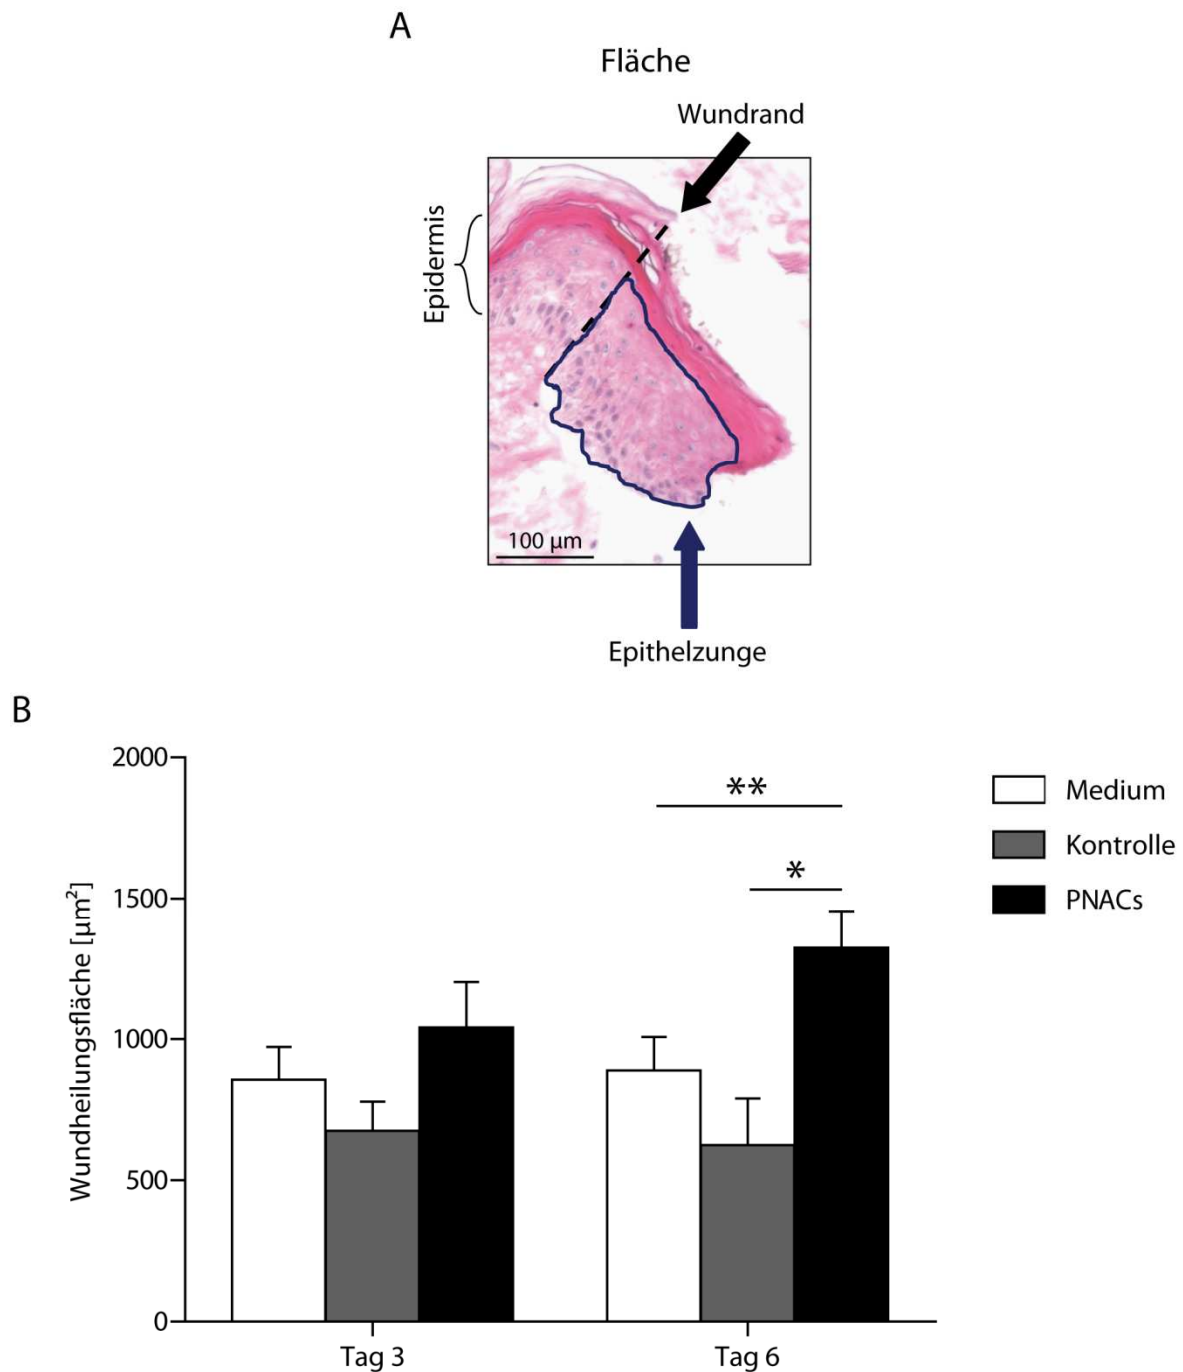 A
Fläche
Wundrand
Epidermis
100 µm
Epithelzunge
B
Wundheilungsfläche [µm²]
2000
1500
1000
500
0
**
*
Medium
Kontrolle
PNACs
Tag 3
Tag 6